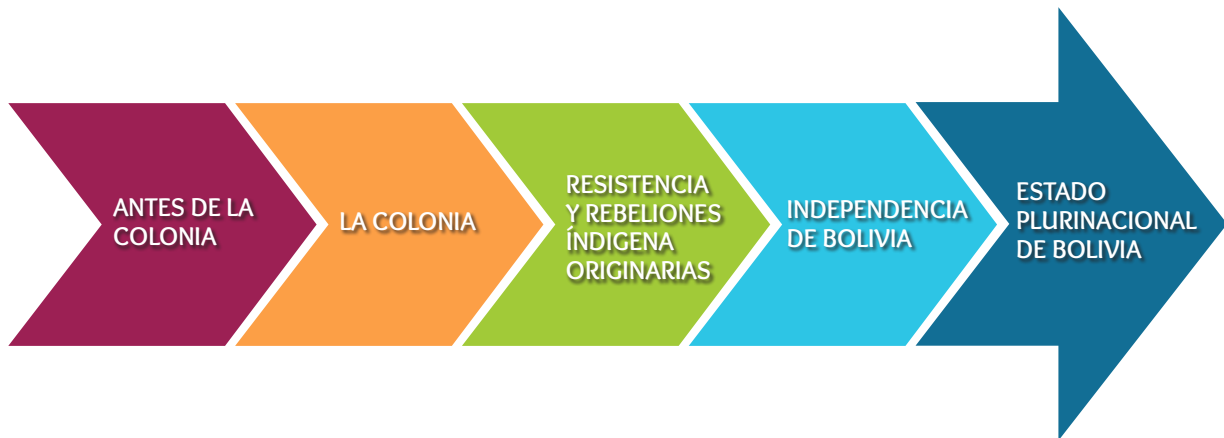 ANTES DE LA
COLONIA
LA COLONIA
RESISTENCIA
Y REBELIONES
ÍNDIGENA
ORIGINARIAS
INDEPENDENCIA
DE BOLIVIA
ESTADO
PLURINACIONAL
DE BOLIVIA